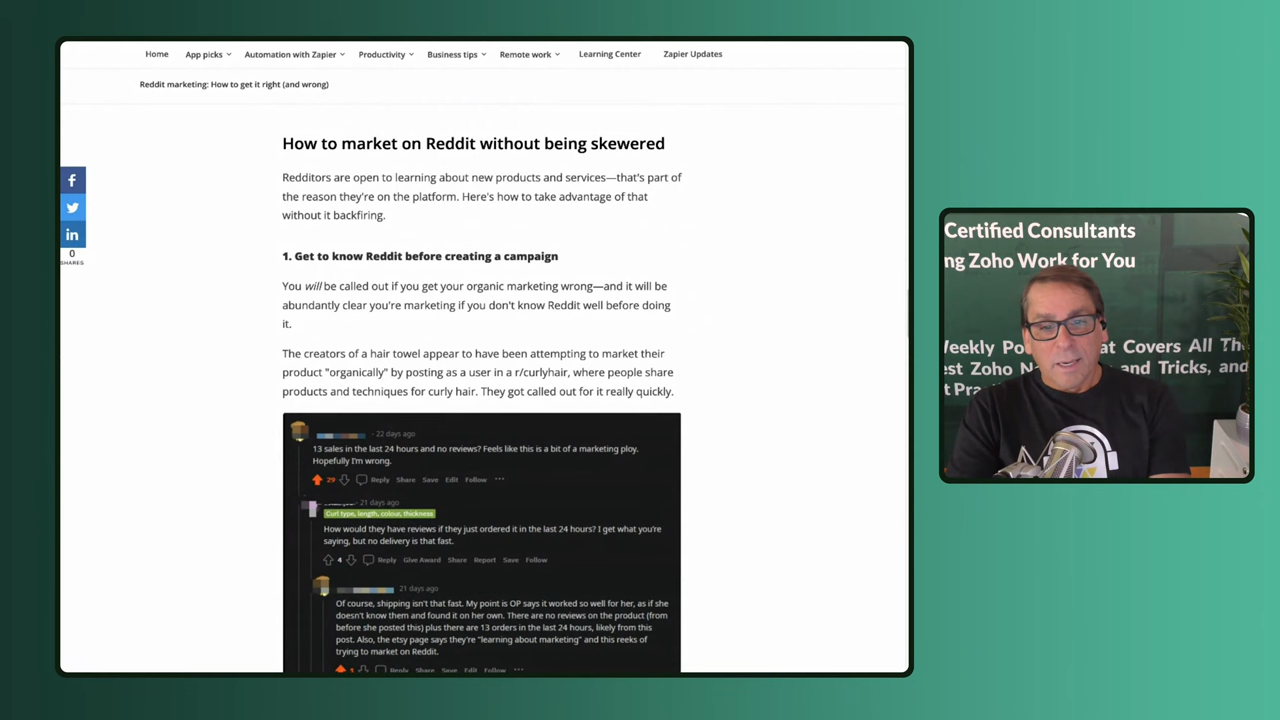 Home App picks Automation with Zapier Productivity Business tips Remote work Learning Center Zapier Updates
Reddit marketing: How to get it right (and wrong)
How to market on Reddit without being skewered
Redditors are open to learning about new products and services—that's part of
the reason they're on the platform. Here's how to take advantage of that
without it backfiring.
1. Get to know Reddit before creating a campaign
You will be called out if you get your organic marketing wrong—and it will be
abundantly clear you're marketing if you don't know Reddit well before doing
it.
The creators of a hair towel appear to have been attempting to market their
product "organically" by posting as a user in a r/curlyhair, where people share
products and techniques for curly hair. They got called out for it really quickly.
0
SHARES
- 22 days ago
13 sales in the last 24 hours and no reviews? Feels like this is a bit of a marketing ploy.
Hopefully I'm wrong.
29 Reply Share Save Edit Follow
21 days ago
Curl type, length, colour, thickness
How would they have reviews if they just ordered it in the last 24 hours? I get what you're
saying, but no delivery is that fast.
4 Reply Give Award Share Report Save Follow
21 days ago
Of course, shipping isn't that fast. My point is OP says it worked so well for her, as if she
doesn't know them and found it on her own. There are no reviews on the product (from
before she posted this) plus there are 13 orders in the last 24 hours, likely from this
post. Also, the etsy page says they're "learning about marketing" and this reeks of
trying to market on Reddit.
Reply Share Save Edit Follow
Certified Consultants
ng Zoho Work for You
Weekly Po at Covers All Th
st Zoho N and Tricks, and
t Pra